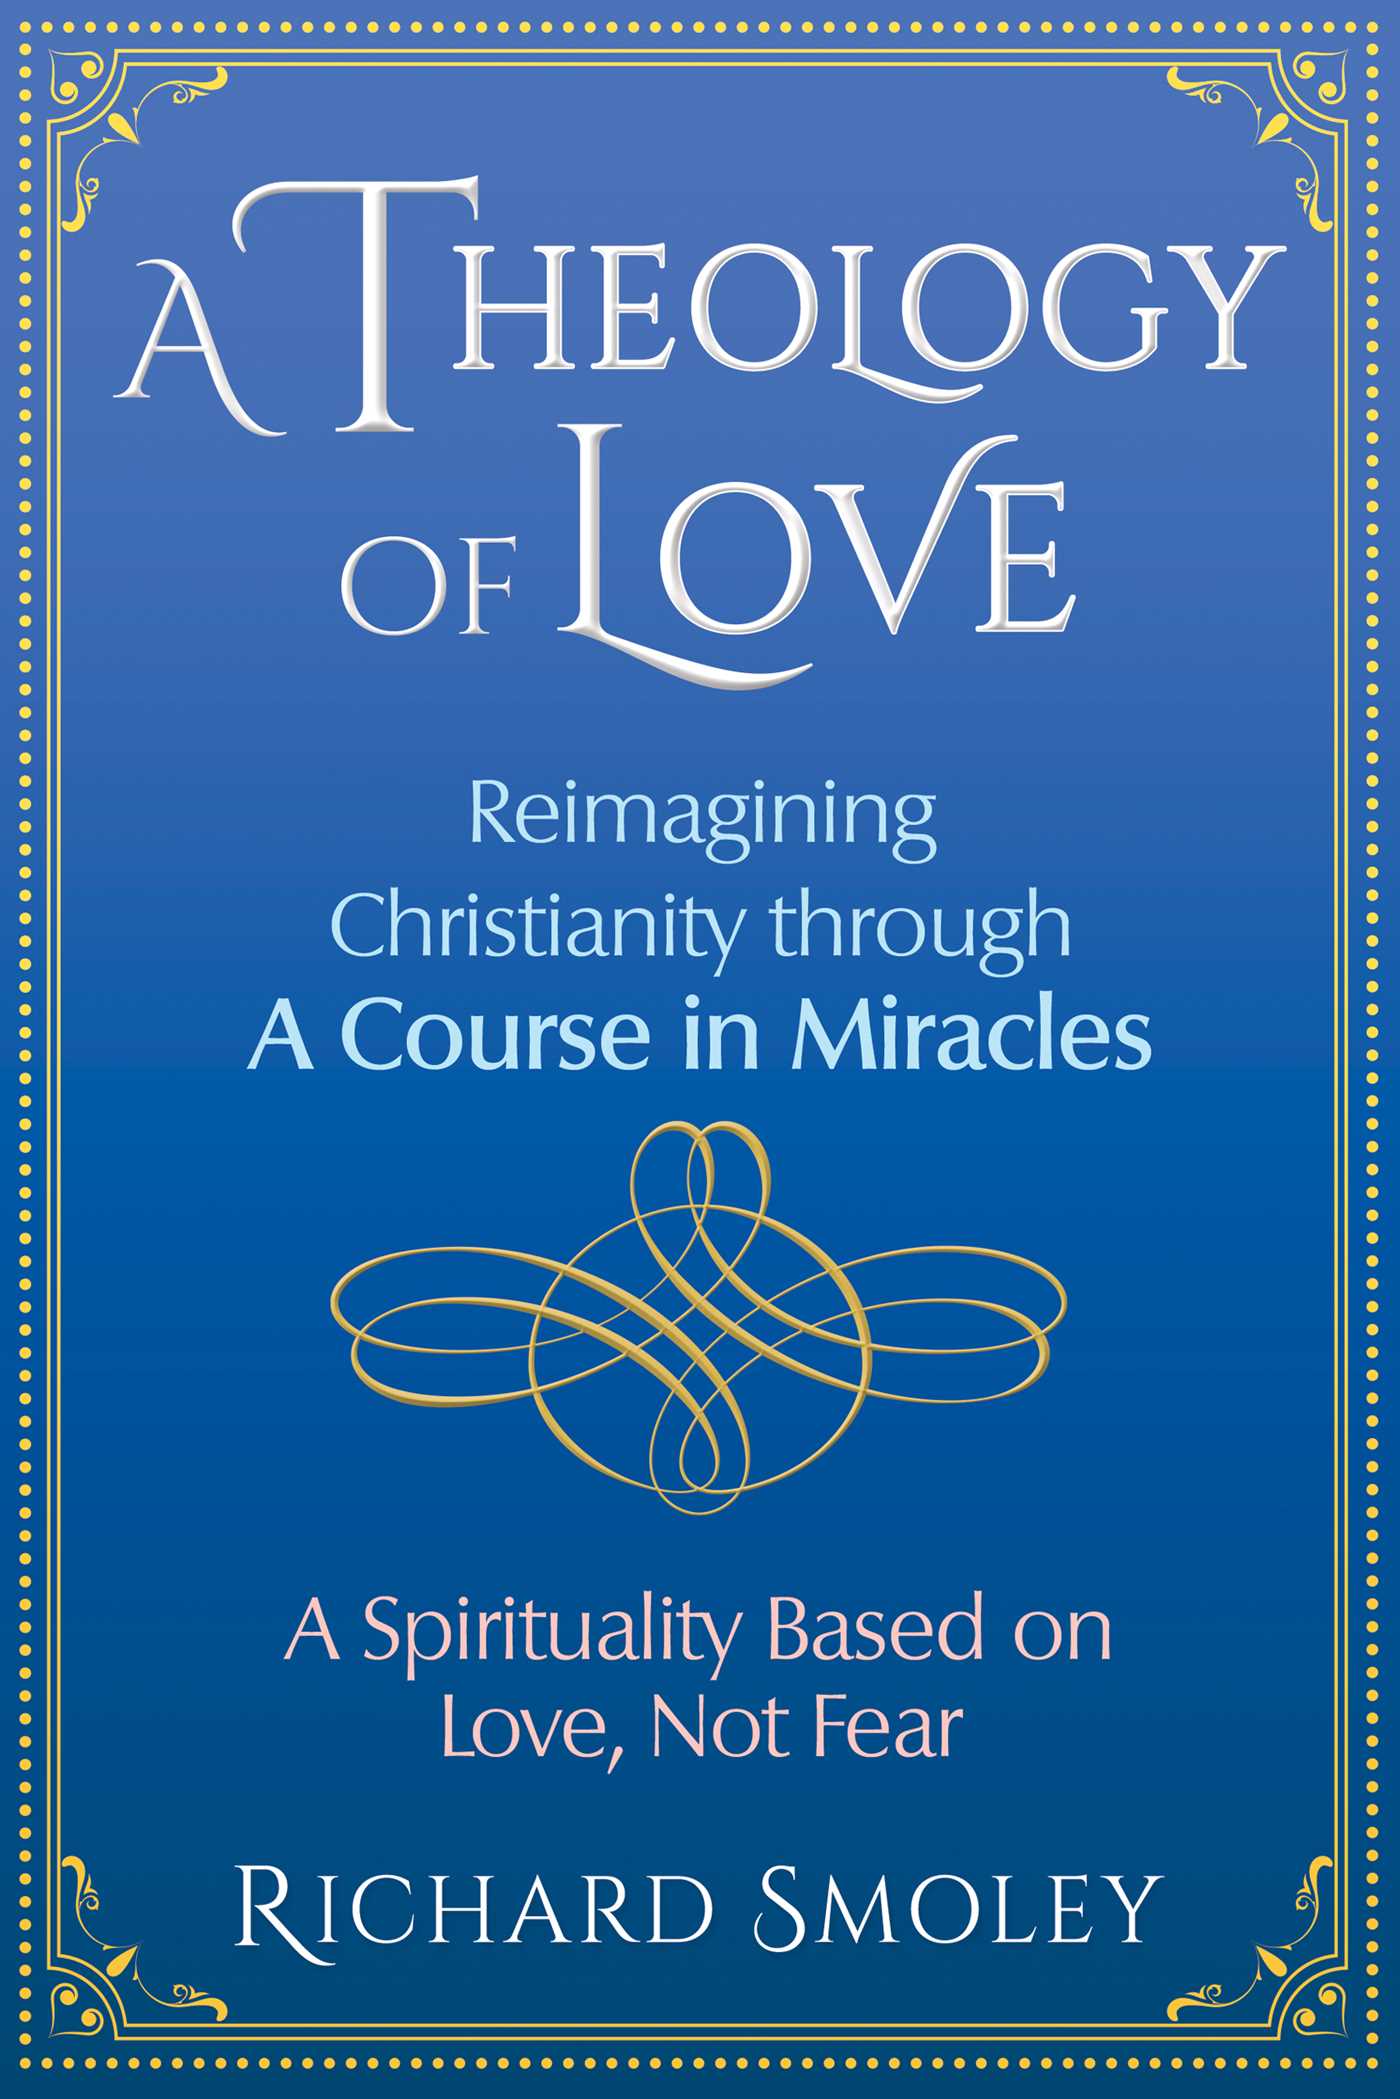 A THEOLOGY
OF LOVE
Reimagining
Christianity through
A Course in Miracles
A Spirituality Based on
Love, Not Fear
RICHARD SMOLEY